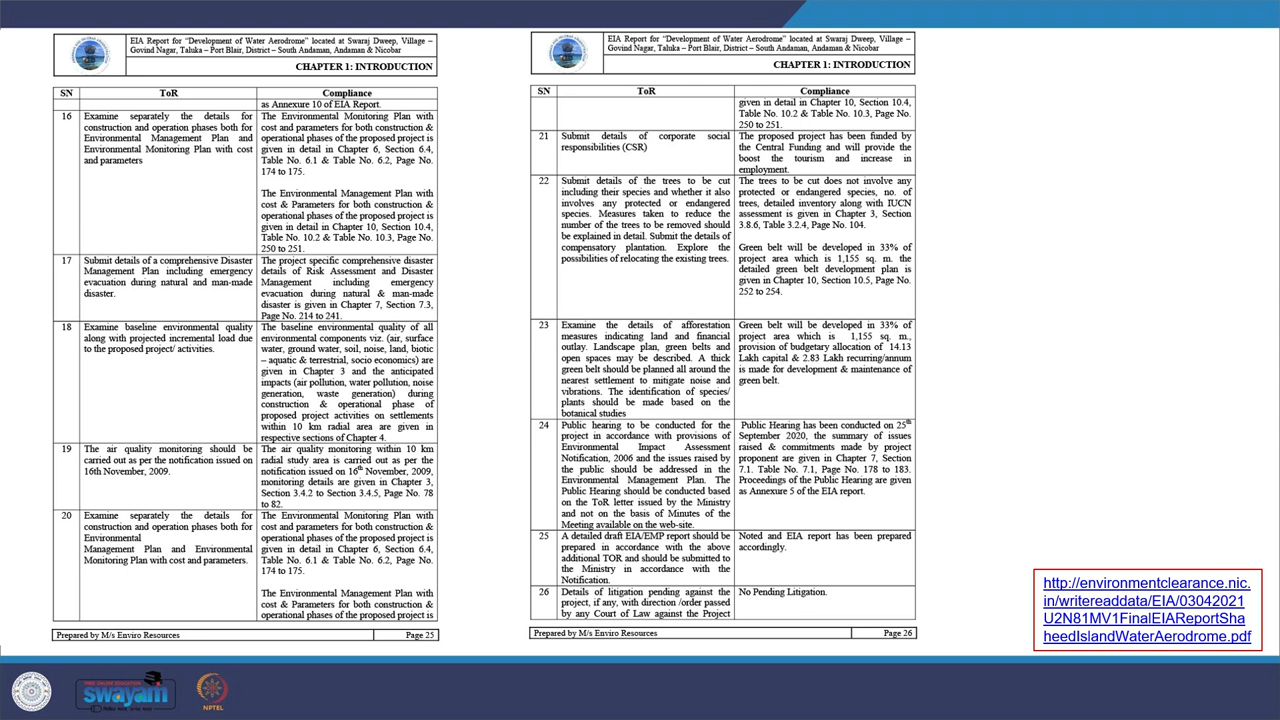 EIA Report for “Development of Water Aerodrome” located at Swaraj Dweep, Village –
Govind Nagar, Taluka – Port Blair, District – South Andaman, Andaman & Nicobar
CHAPTER 1: INTRODUCTION
SN ToR Compliance
as Annexure 10 of EIA Report.
16 Examine separately the details for
construction and operation phases both for
Environmental Management Plan and
Environmental Monitoring Plan with cost
and parameters
The Environmental Monitoring Plan with
cost and parameters for both construction &
operational phases of the proposed project is
given in detail in Chapter 6, Section 6.4,
Table No. 6.1 & Table No. 6.2, Page No.
174 to 175.
The Environmental Management Plan with
cost & Parameters for both construction &
operational phases of the proposed project is
given in detail in Chapter 10, Section 10.4,
Table No. 10.2 & Table No. 10.3, Page No.
250 to 251.
17 Submit details of a comprehensive Disaster
Management Plan including emergency
evacuation during natural and man-made
disaster.
The project specific comprehensive disaster
details of Risk Assessment and Disaster
Management including emergency
evacuation during natural & man-made
disaster is given in Chapter 7, Section 7.3,
Page No. 214 to 241.
18 Examine baseline environmental quality
along with projected incremental load due
to the proposed project/ activities.
The baseline environmental quality of all
environmental components viz. (air, surface
water, ground water, soil, noise, land, biotic
– aquatic & terrestrial, socio economics) are
given in Chapter 3 and the anticipated
impacts (air pollution, water pollution, noise
generation, waste generation) during
construction & operational phase of
proposed project activities on settlements
within 10 km radial area are given in
respective sections of Chapter 4.
19 The air quality monitoring should be
carried out as per the notification issued on
16th November, 2009.
The air quality monitoring within 10 km
radial study area is carried out as per the
notification issued on 16th November, 2009,
monitoring details are given in Chapter 3,
Section 3.4.2 to Section 3.4.5, Page No. 78
to 82.
20 Examine separately the details for
construction and operation phases both for
Environmental
Management Plan and Environmental
Monitoring Plan with cost and parameters.
The Environmental Monitoring Plan with
cost and parameters for both construction &
operational phases of the proposed project is
given in detail in Chapter 6, Section 6.4,
Table No. 6.1 & Table No. 6.2, Page No.
174 to 175.
The Environmental Management Plan with
cost & Parameters for both construction &
operational phases of the proposed project is
Prepared by M/s Enviro Resources Page 25
EIA Report for “Development of Water Aerodrome” located at Swaraj Dweep, Village –
Govind Nagar, Taluka – Port Blair, District – South Andaman, Andaman & Nicobar
CHAPTER 1: INTRODUCTION
SN ToR Compliance
given in detail in Chapter 10, Section 10.4,
Table No. 10.2 & Table No. 10.3, Page No.
250 to 251.
21 Submit details of corporate social
responsibilities (CSR)
The proposed project has been funded by
the Central Funding and will provide the
boost the tourism and increase in
employment.
22 Submit details of the trees to be cut
including their species and whether it also
involves any protected or endangered
species. Measures taken to reduce the
number of the trees to be removed should
be explained in detail. Submit the details of
compensatory plantation. Explore the
possibilities of relocating the existing trees.
The trees to be cut does not involve any
protected or endangered species, no. of
trees, detailed inventory along with IUCN
assessment is given in Chapter 3, Section
3.8.6, Table 3.2.4, Page No. 104.
Green belt will be developed in 33% of
project area which is 1,155 sq. m. the
detailed green belt development plan is
given in Chapter 10, Section 10.5, Page No.
252 to 254.
23 Examine the details of afforestation
measures indicating land and financial
outlay. Landscape plan, green belts and
open spaces may be described. A thick
green belt should be planned all around the
nearest settlement to mitigate noise and
vibrations. The identification of species/
plants should be made based on the
botanical studies
Green belt will be developed in 33% of
project area which is 1,155 sq. m.,
provision of budgetary allocation of 14.13
Lakh capital & 2.83 Lakh recurring/annum
is made for development & maintenance of
green belt.
24 Public hearing to be conducted for the
project in accordance with provisions of
Environmental Impact Assessment
Notification, 2006 and the issues raised by
the public should be addressed in the
Environmental Management Plan. The
Public Hearing should be conducted based
on the ToR letter issued by the Ministry
and not on the basis of Minutes of the
Meeting available on the web-site.
Public Hearing has been conducted on 25th
September 2020, the summary of issues
raised & commitments made by project
proponent are given in Chapter 7, Section
7.1. Table No. 7.1, Page No. 178 to 183.
Proceedings of the Public Hearing are given
as Annexure 5 of the EIA report.
25 A detailed draft EIA/EMP report should be
prepared in accordance with the above
additional TOR and should be submitted to
the Ministry in accordance with the
Notification.
Noted and EIA report has been prepared
accordingly.
26 Details of litigation pending against the
project, if any, with direction /order passed
by any Court of Law against the Project
No Pending Litigation.
Prepared by M/s Enviro Resources Page 26
http://environmentclearance.nic.
in/writereaddata/EIA/03042021
U2N81MV1FinalEIAReportSha
heedIslandWaterAerodrome.pdf
swayam
NPTEL